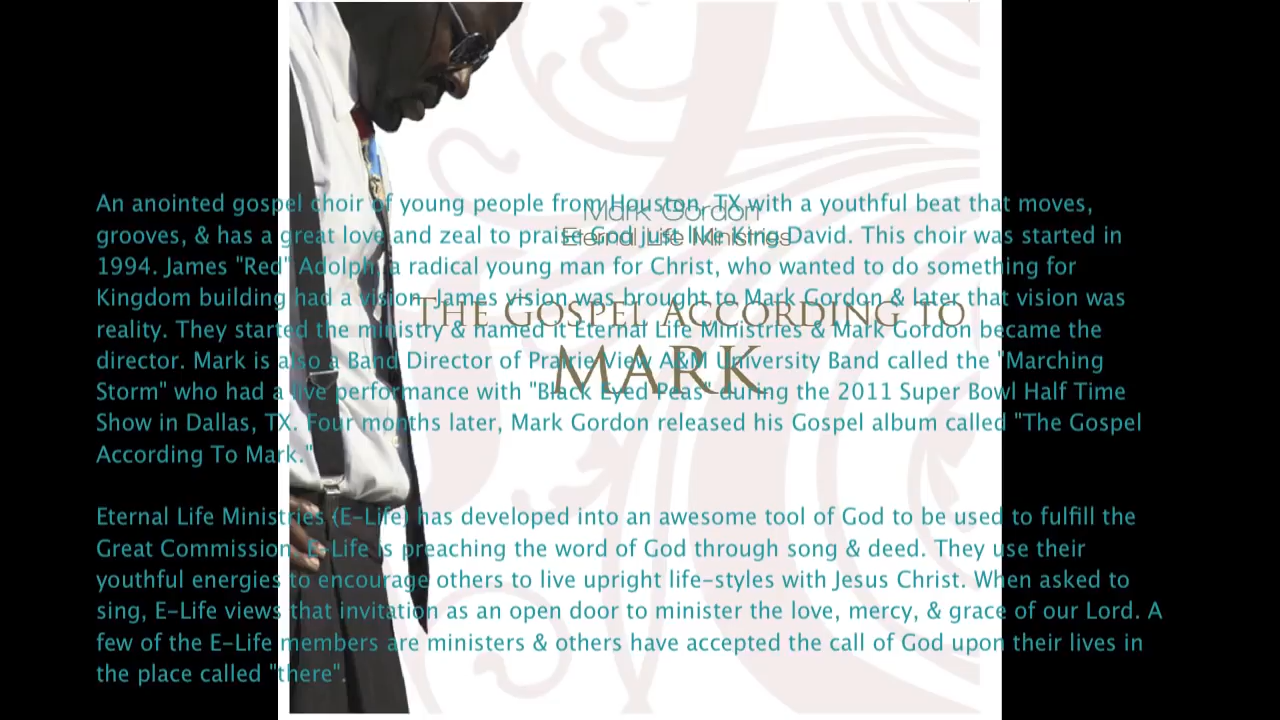 An anointed gospel choir of young people from Houston, TX with a youthful beat that moves,
grooves, & has a great love and zeal to praise God just like King David. This choir was started in
1994. James "Red" Adolph, a radical young man for Christ, who wanted to do something for
Kingdom building had a vision. James vision was brought to Mark Gordon & later that vision was
reality. They started the ministry & named it Eternal Life Ministries & Mark Gordon became the
director. Mark is also a Band Director of Prairie View A&M University Band called the "Marching
Storm" who had a live performance with "Black Eyed Peas" during the 2011 Super Bowl Half Time
Show in Dallas, TX. Four months later, Mark Gordon released his Gospel album called "The Gospel
According To Mark."
Eternal Life Ministries (E-Life) has developed into an awesome tool of God to be used to fulfill the
Great Commission. E-Life is preaching the word of God through song & deed. They use their
youthful energies to encourage others to live upright life-styles with Jesus Christ. When asked to
sing, E-Life views that invitation as an open door to minister the love, mercy, & grace of our Lord. A
few of the E-Life members are ministers & others have accepted the call of God upon their lives in
the place called "there".
Mark Gordon
Eternal Life Ministries
The Gospel According to
Mark